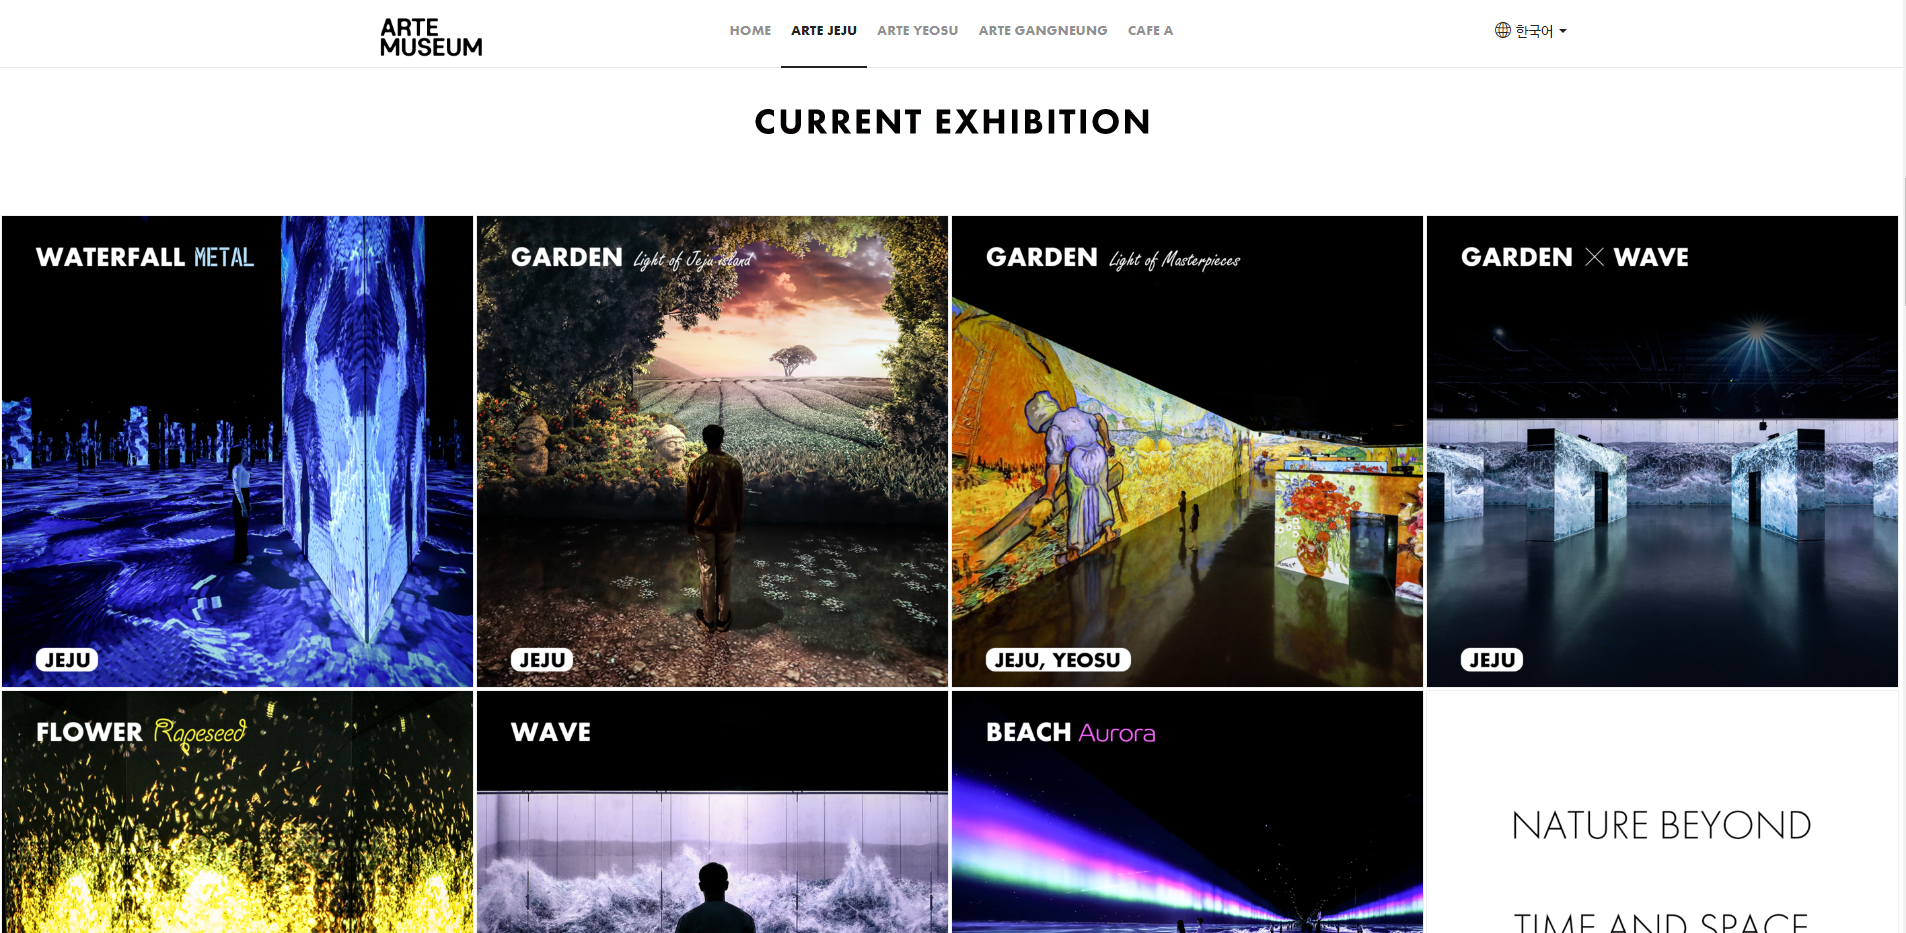 ARTE
MUSEUM
HOME ARTE JEJU ARTE YEOSU ARTE GANGNEUNG CAFE A
한국어
CURRENT EXHIBITION
WATERFALL METAL
GARDEN Light of Jeju island
GARDEN Light of Masterpieces
GARDEN X WAVE
JEJU
JEJU
JEJU, YEOSU
JEJU
FLOWER Rapeseed
WAVE
BEACH Aurora
NATURE BEYOND
TIME AND SPACE